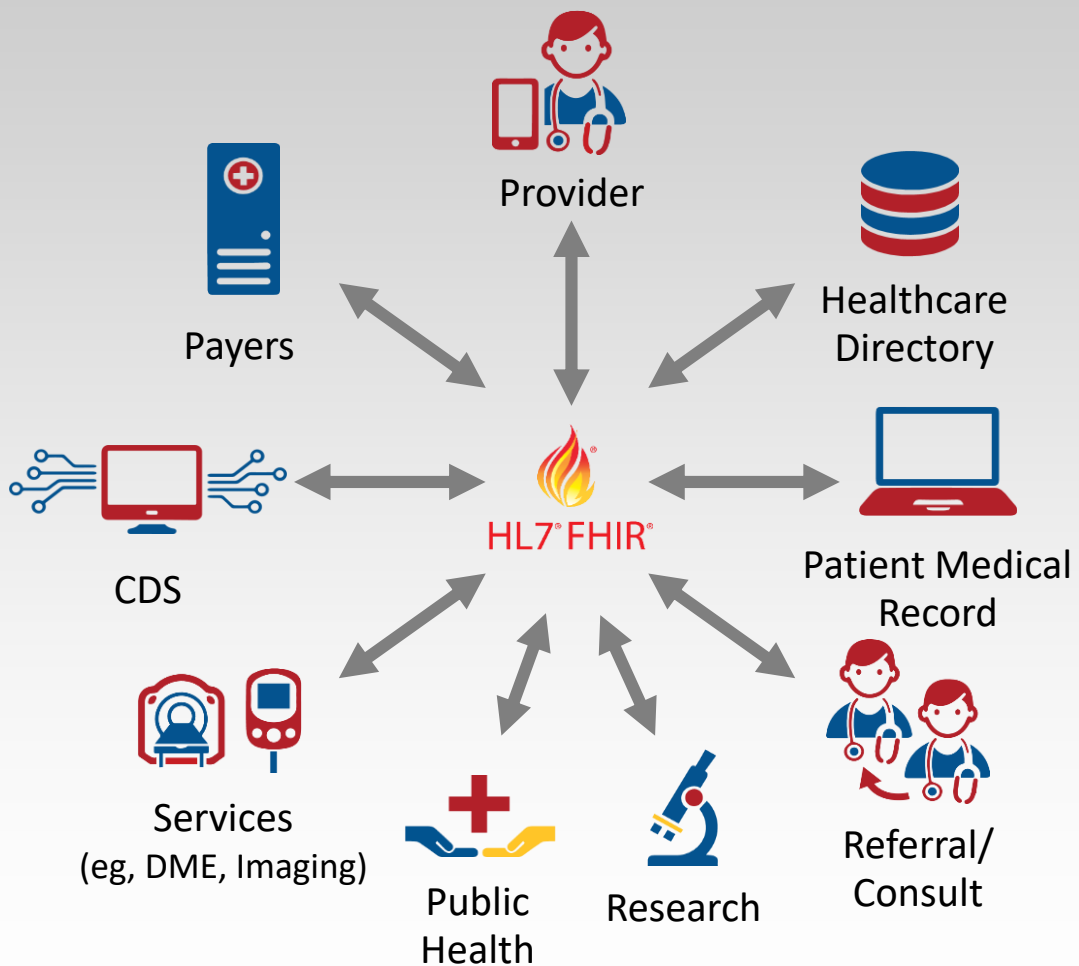 Provider
Healthcare
Directory
Payers
HL7® FHIR®
CDS
Patient Medical
Record
Services
(eg, DME, Imaging)
Public
Health
Research
Referral/
Consult